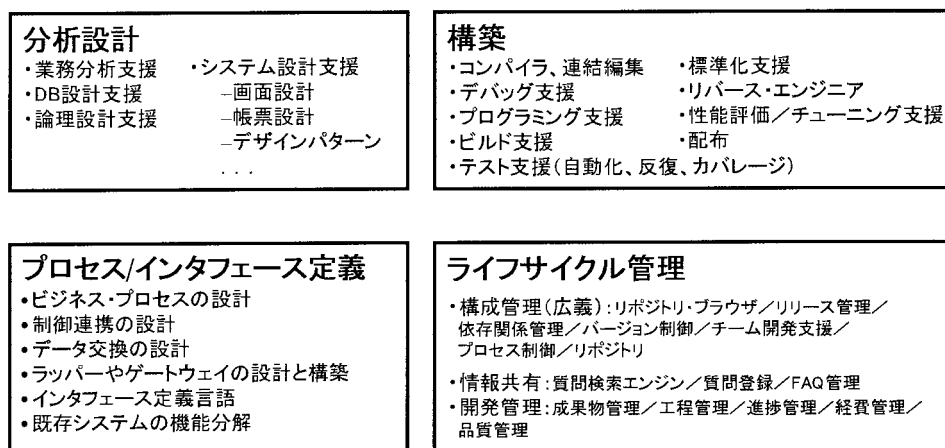 分析設計
・業務分析支援 ・システム設計支援
・DB設計支援 –画面設計
・論理設計支援 –帳票設計
–デザインパターン
. . .
構築
・コンパイラ、連結編集 ・標準化支援
・デバッグ支援 ・リバース・エンジニア
・プログラミング支援 ・性能評価／チューニング支援
・ビルド支援 ・配布
・テスト支援(自動化、反復、カバレージ)
プロセス/インタフェース定義
•ビジネス・プロセスの設計
•制御連携の設計
•データ交換の設計
•ラッパーやゲートウェイの設計と構築
•インタフェース定義言語
•既存システムの機能分解
ライフサイクル管理
・構成管理(広義):リポジトリ・ブラウザ／リリース管理／
依存関係管理／バージョン制御／チーム開発支援／
プロセス制御／リポジトリ
・情報共有:質問検索エンジン／質問登録／FAQ管理
・開発管理:成果物管理／工程管理／進捗管理／経費管理／
品質管理